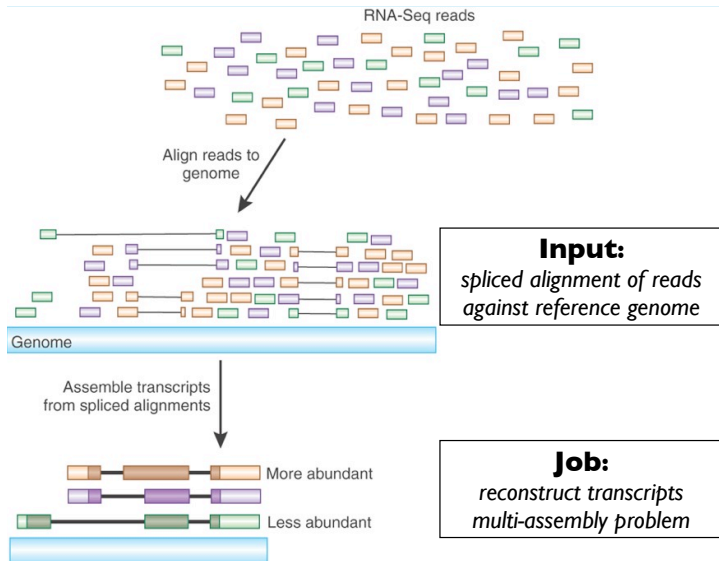 RNA-Seq reads
Align reads to
genome
Input:
spliced alignment of reads
against reference genome
Genome
Assemble transcripts
from spliced alignments
More abundant
Less abundant
Job:
reconstruct transcripts
multi-assembly problem